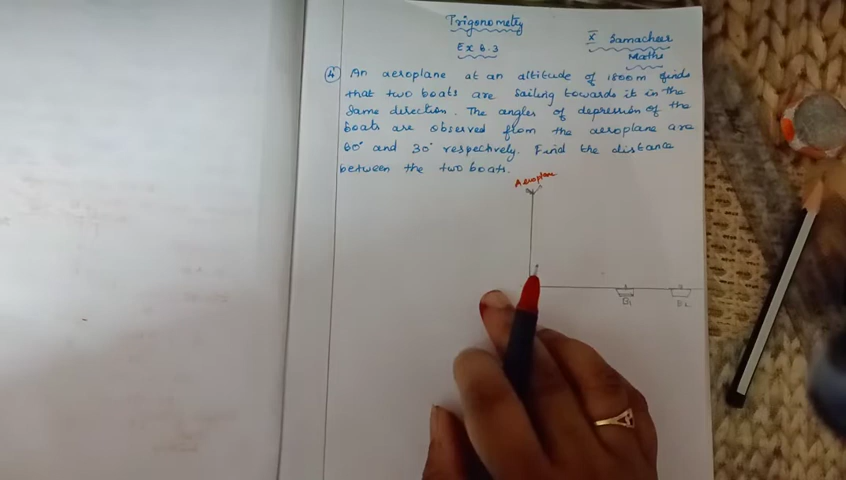 Trigonometry
Ex 6.3
X Samacheer
Maths
4 An aeroplane at an altitude of 1800m finds
that two boats are sailing towards it in the
same direction. The angles of depression of the
boats are observed from the aeroplane are
60° and 30° respectively. Find the distance
between the two boats.
Aeroplane
B1
B2